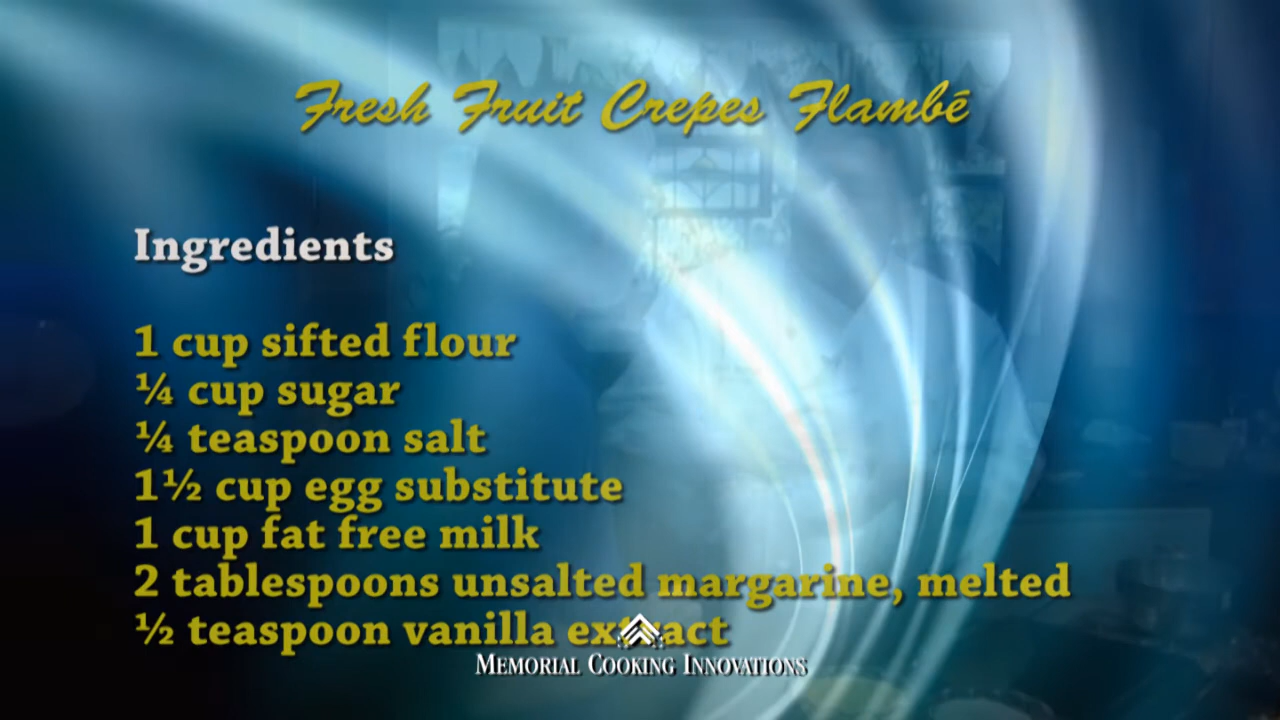 Fresh Fruit Crepes Flambé
Ingredients
1 cup sifted flour
¼ cup sugar
¼ teaspoon salt
1½ cup egg substitute
1 cup fat free milk
2 tablespoons unsalted margarine, melted
½ teaspoon vanilla extract
MEMORIAL COOKING INNOVATIONS